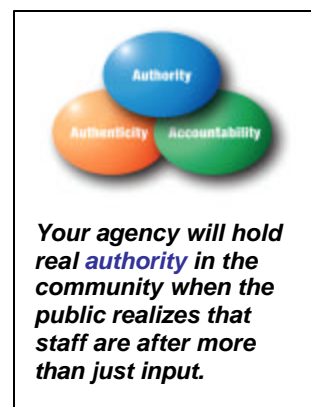 Authority
Authenticity Accountability
Your agency will hold
real authority in the
community when the
public realizes that
staff are after more
than just input.